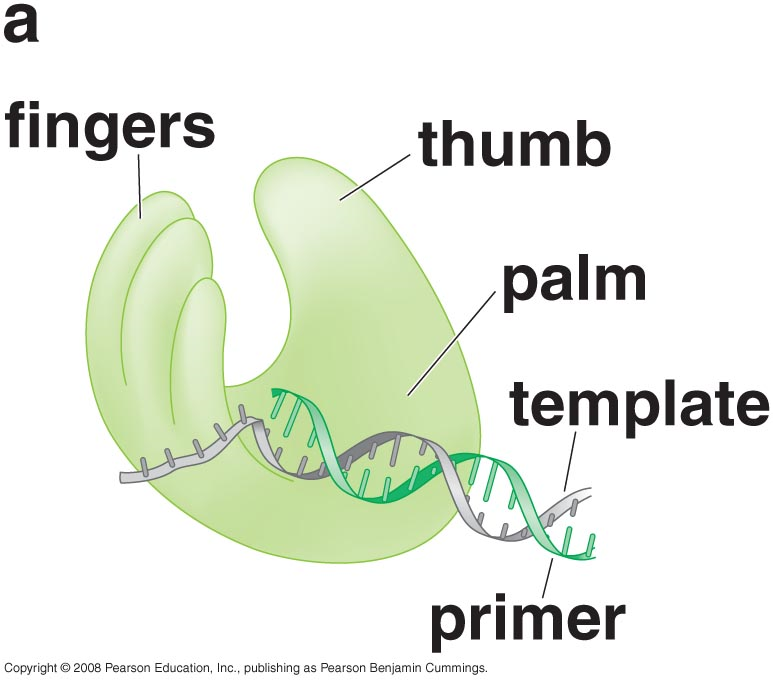 a
fingers
thumb
palm
template
primer
Copyright © 2008 Pearson Education, Inc., publishing as Pearson Benjamin Cummings.